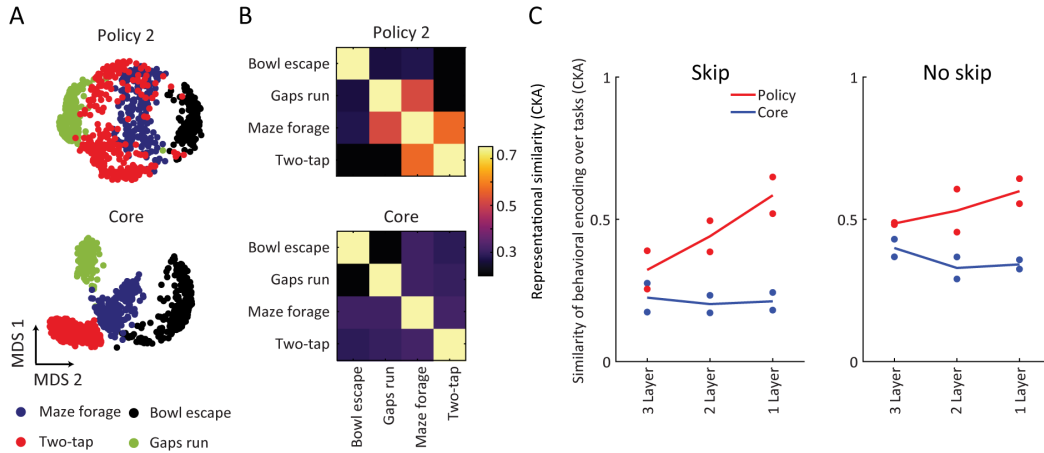 A
Policy 2
Core
MDS 1
MDS 2
Maze forage
Bowl escape
Two-tap
Gaps run
B
Policy 2
Bowl escape
Gaps run
Maze forage
Two-tap
0.7
0.5
0.3
Representational similarity (CKA)
Core
Bowl escape
Gaps run
Maze forage
Two-tap
Bowl escape
Gaps run
Maze forage
Two-tap
C
Similarity of behavioral encoding over tasks (CKA)
Skip
1
0.5
0
Policy
Core
3 Layer
2 Layer
1 Layer
No skip
1
0.5
0
3 Layer
2 Layer
1 Layer